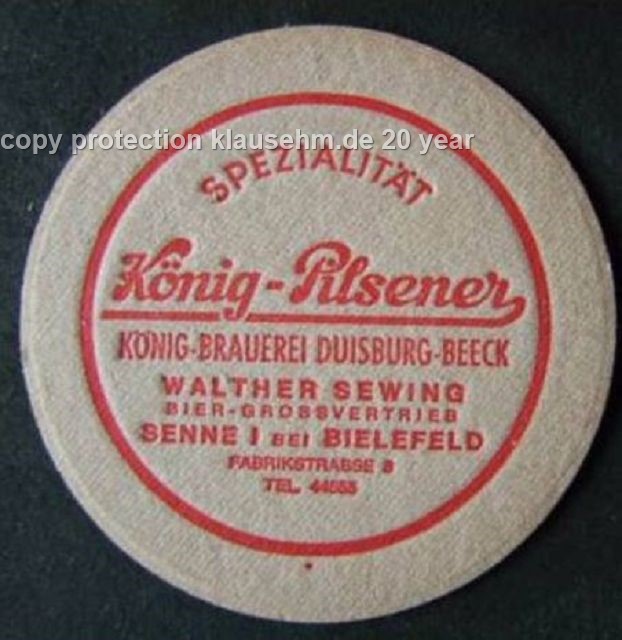 copy protection klausehm.de 20 year
SPEZIALITÄT
König-Pilsener
KÖNIG-BRAUEREI DUISBURG-BEECK
WALTHER SEWING
BIER-GROSSVERTRIEB
SENNE I BEI BIELEFELD
FABRIKSTRASSE 8
TEL.